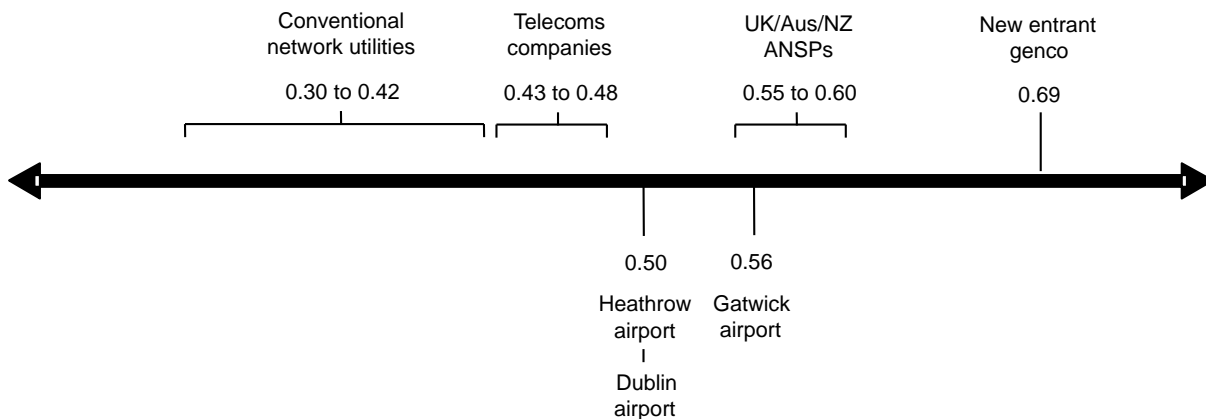 Conventional
network utilities
0.30 to 0.42
Telecoms
companies
0.43 to 0.48
UK/Aus/NZ
ANSPs
0.55 to 0.60
New entrant
genco
0.69
0.50
Heathrow
airport
Dublin
airport
0.56
Gatwick
airport